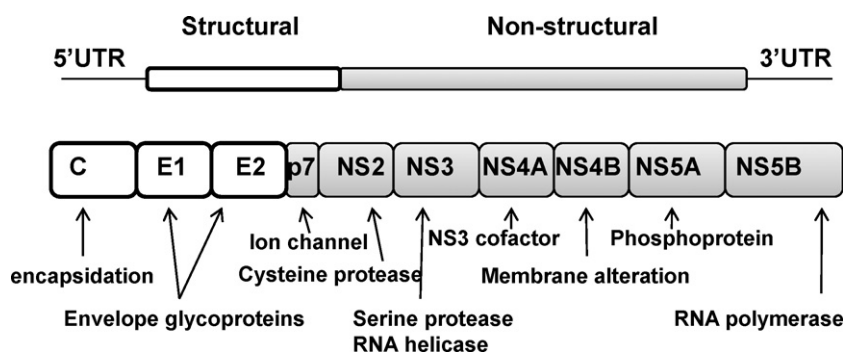 Structural Non-structural
5'UTR 3'UTR
C E1 E2 p7 NS2 NS3 NS4A NS4B NS5A NS5B
Ion channel NS3 cofactor Phosphoprotein
encapsidation Cysteine protease Membrane alteration
Envelope glycoproteins Serine protease RNA polymerase
RNA helicase